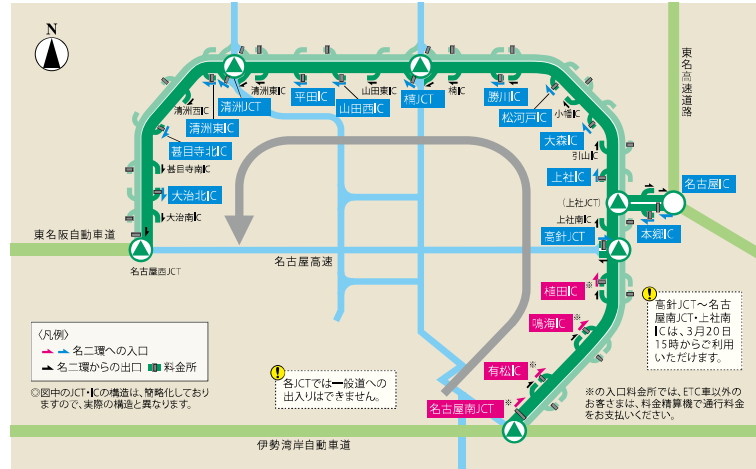 N
東名高速道路
清洲西IC
清洲東IC
清洲JCT
清洲東IC
平田IC
山田西IC
山田東IC
楠JCT
楠IC
勝川IC
松河戸IC
小幡IC
大森IC
引山IC
上社IC
(上社JCT)
名古屋IC
本郷IC
上社南IC
高針JCT
甚目寺北IC
甚目寺南IC
大治北IC
大治南IC
東名阪自動車道
名古屋西JCT
名古屋高速
植田IC※
鳴海IC※
有松IC※
名古屋南JCT※
伊勢湾岸自動車道
高針JCT〜名古
屋南JCT・上社南
ICは、3月20日
15時からご利用
いただけます。
〈凡例〉
名二環への入口
名二環からの出口 料金所
◎図中のJCT・ICの構造は、簡略化しており
ますので、実際の構造と異なります。
各JCTでは一般道への
出入りはできません。
※の入口料金所では、ETC車以外の
お客さまは、料金精算機で通行料金
をお支払いください。